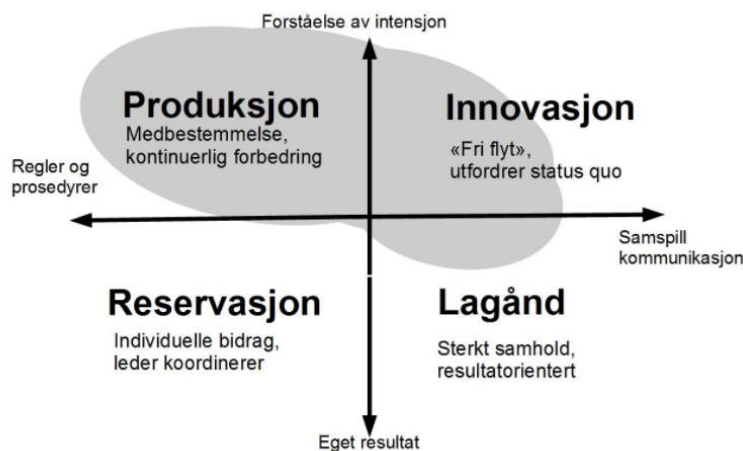 Forståelse av intensjon
Produksjon
Medbestemmelse,
kontinuerlig forbedring
Innovasjon
«Fri flyt»,
utfordrer status quo
Regler og
prosedyrer
Samspill
kommunikasjon
Reservasjon
Individuelle bidrag,
leder koordinerer
Lagånd
Sterkt samhold,
resultatorientert
Eget resultat